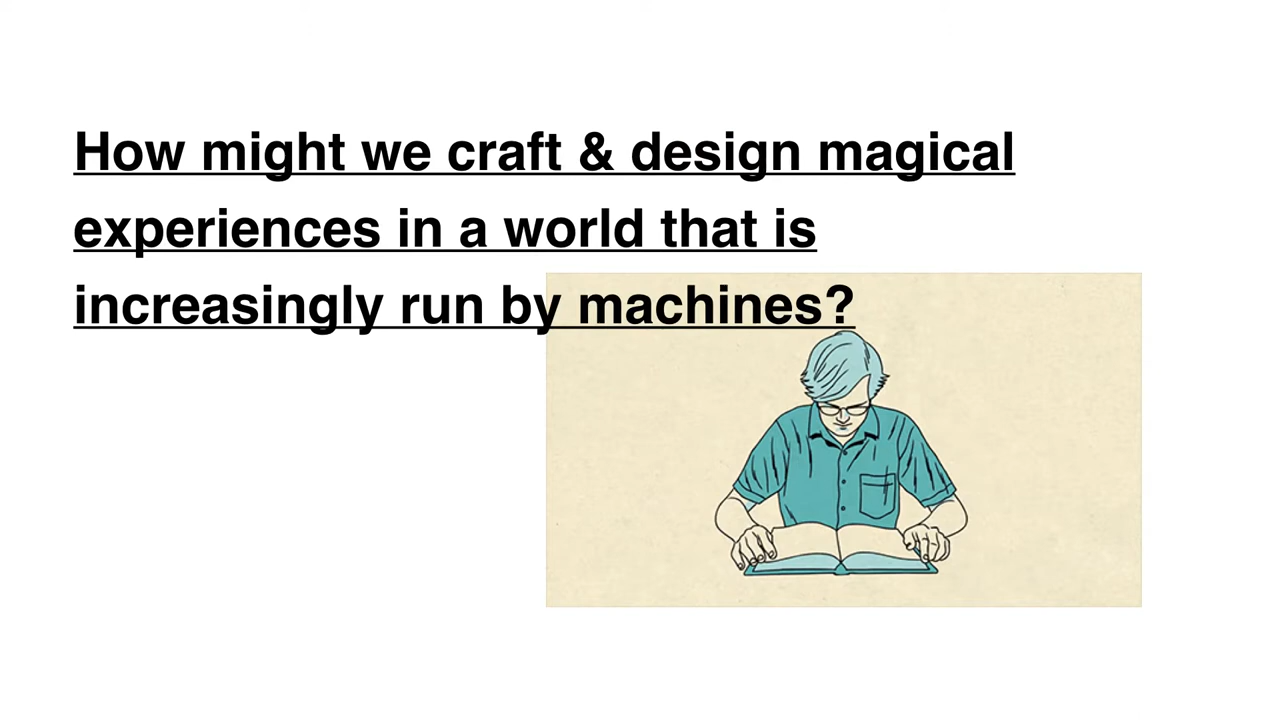 How might we craft & design magical
experiences in a world that is
increasingly run by machines?